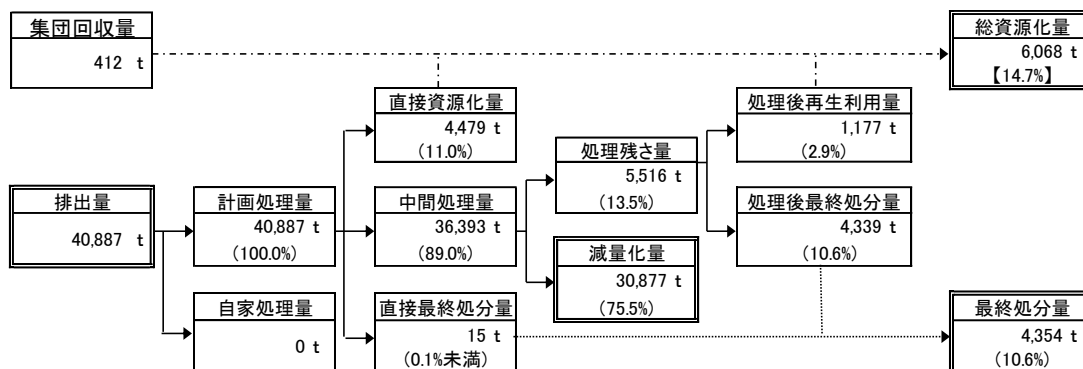 集団回収量
412 t
総資源化量
6,068 t
【14.7%】
直接資源化量
4,479 t
(11.0%)
処理後再生利用量
1,177 t
(2.9%)
処理残さ量
5,516 t
(13.5%)
排出量
40,887 t
計画処理量
40,887 t
(100.0%)
中間処理量
36,393 t
(89.0%)
処理後最終処分量
4,339 t
(10.6%)
減量化量
30,877 t
(75.5%)
自家処理量
0 t
直接最終処分量
15 t
(0.1%未満)
最終処分量
4,354 t
(10.6%)